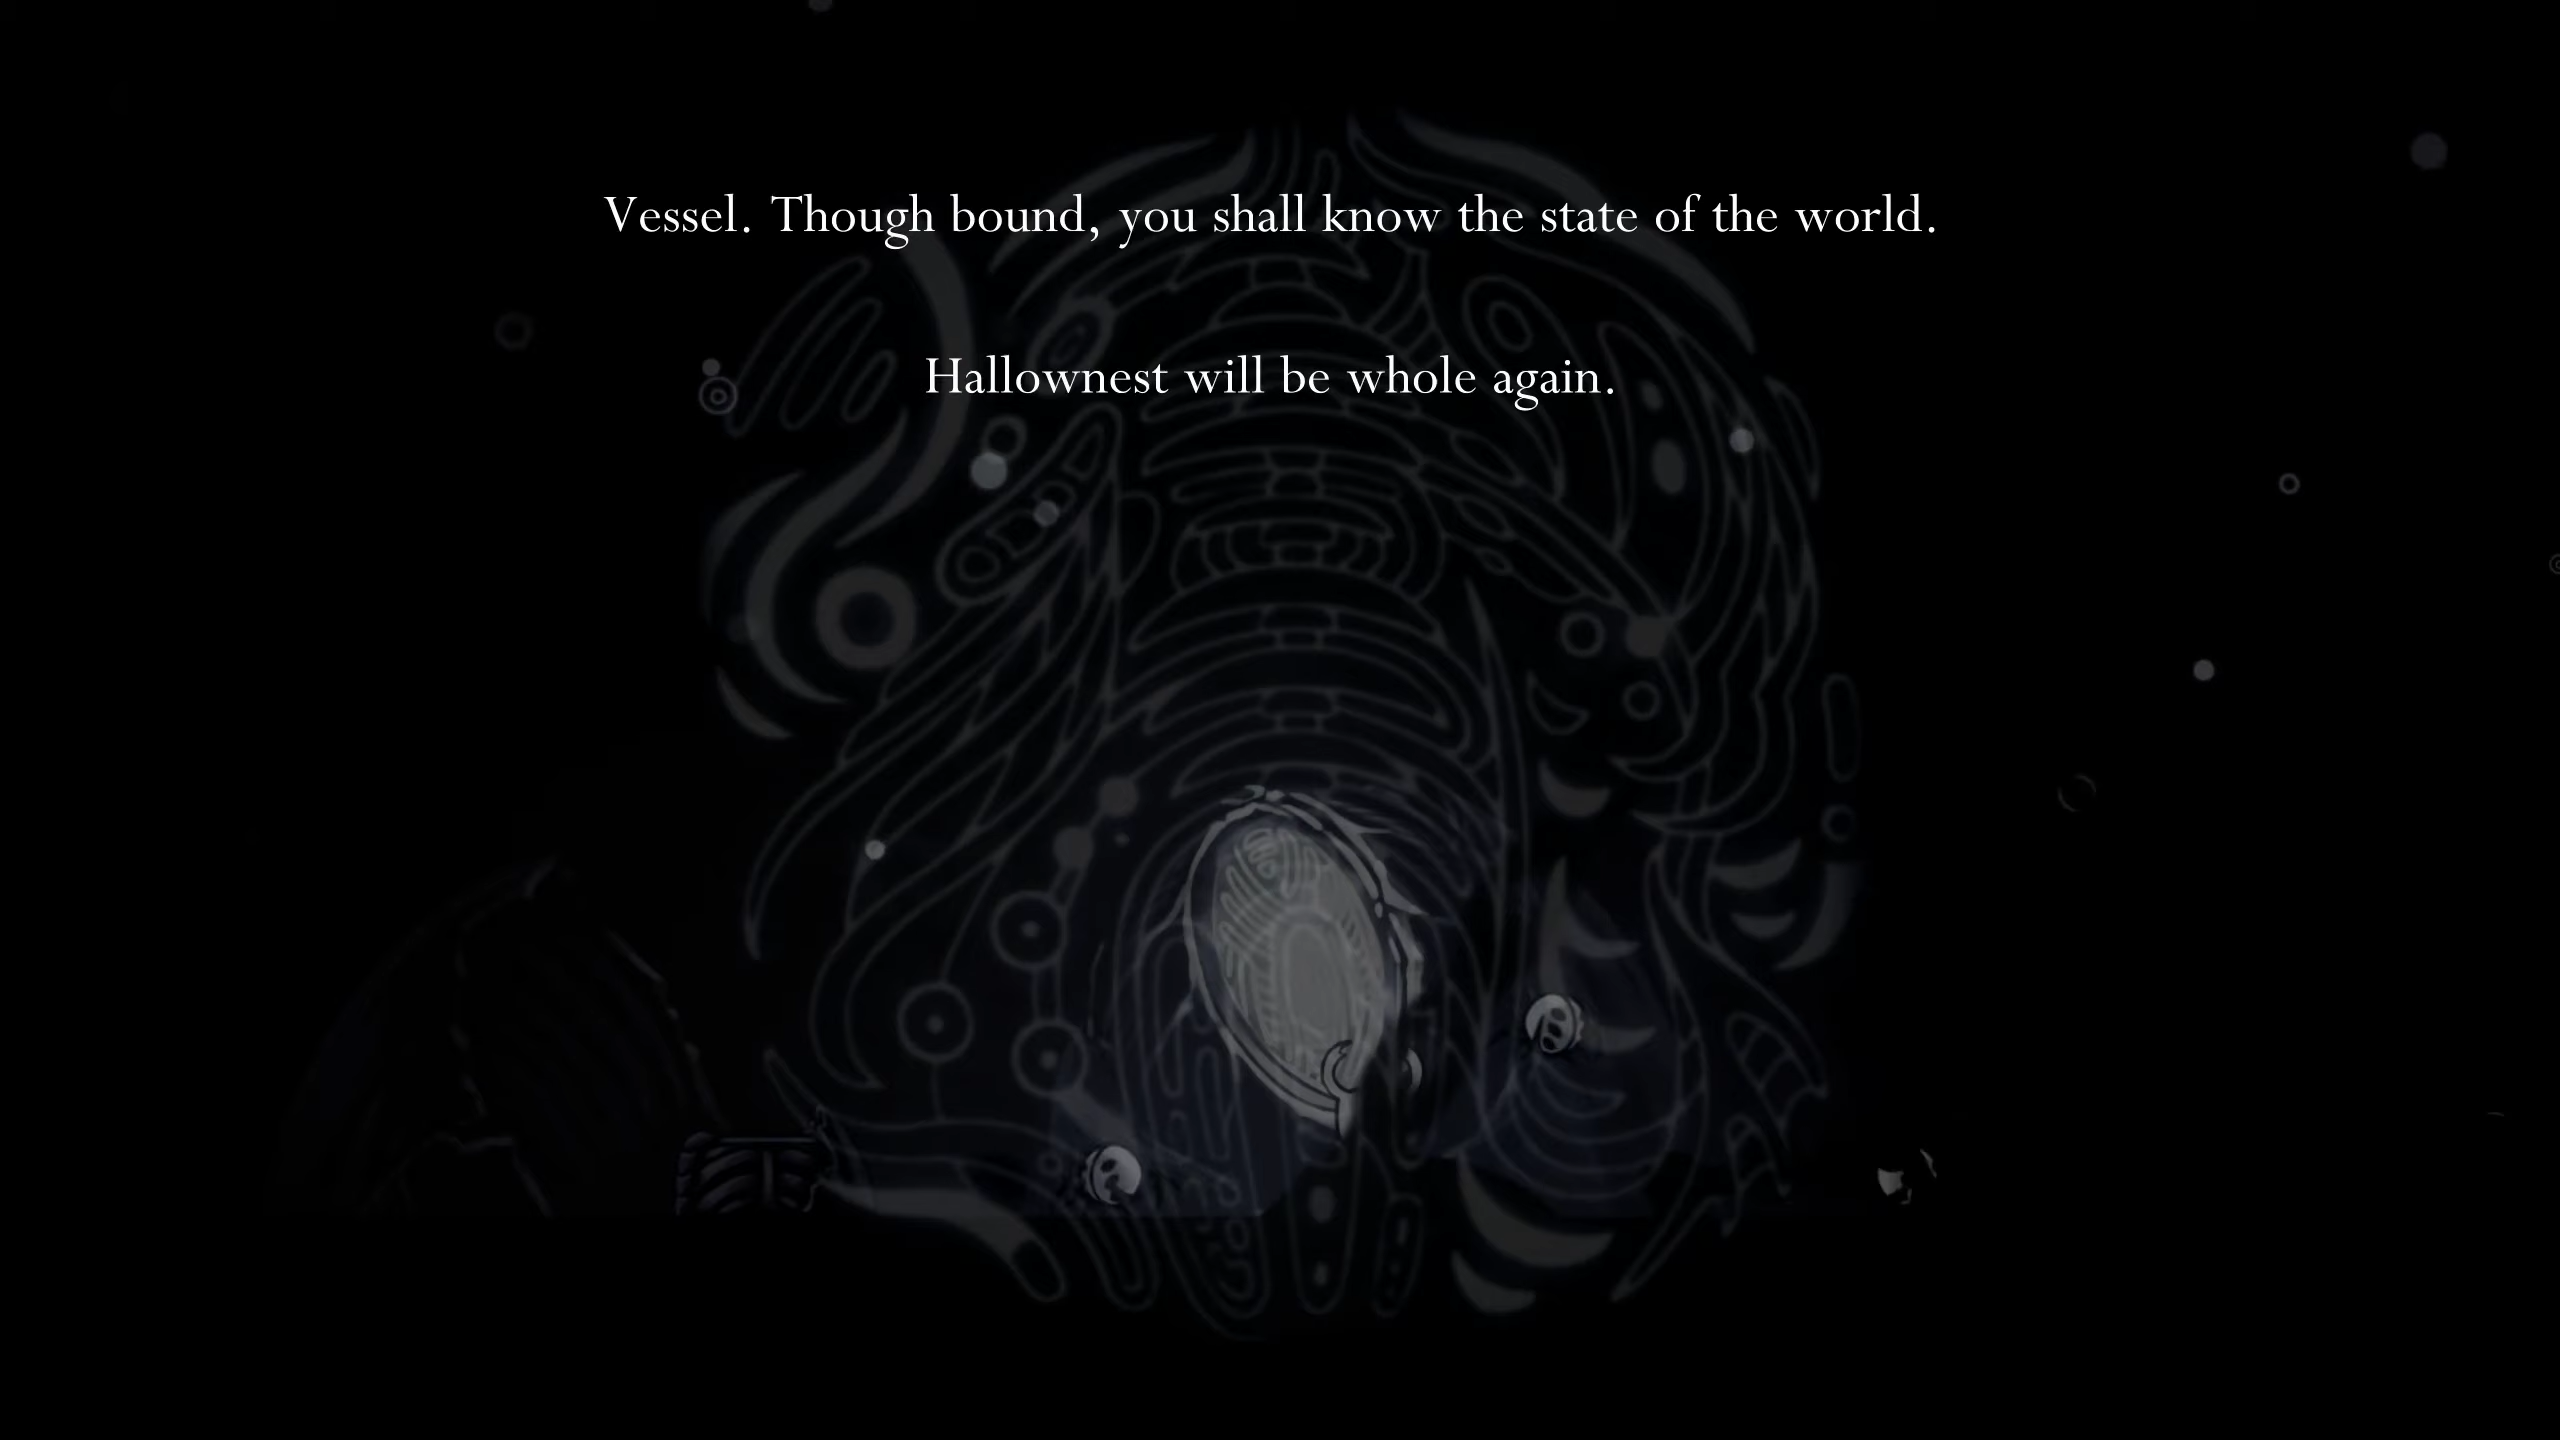 Vessel. Though bound, you shall know the state of the world.
Hallownest will be whole again.